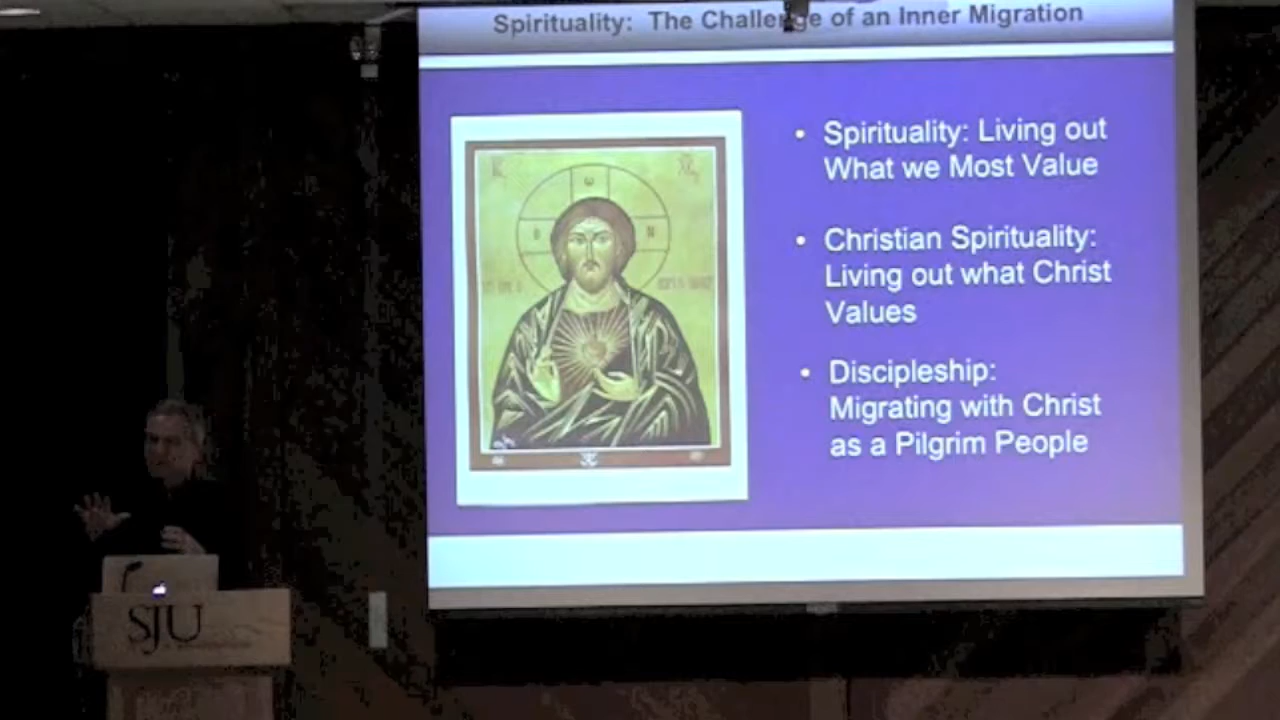 Spirituality: The Challenge of an Inner Migration
• Spirituality: Living out
What we Most Value
• Christian Spirituality:
Living out what Christ
Values
• Discipleship:
Migrating with Christ
as a Pilgrim People
ω
Ν
SJU